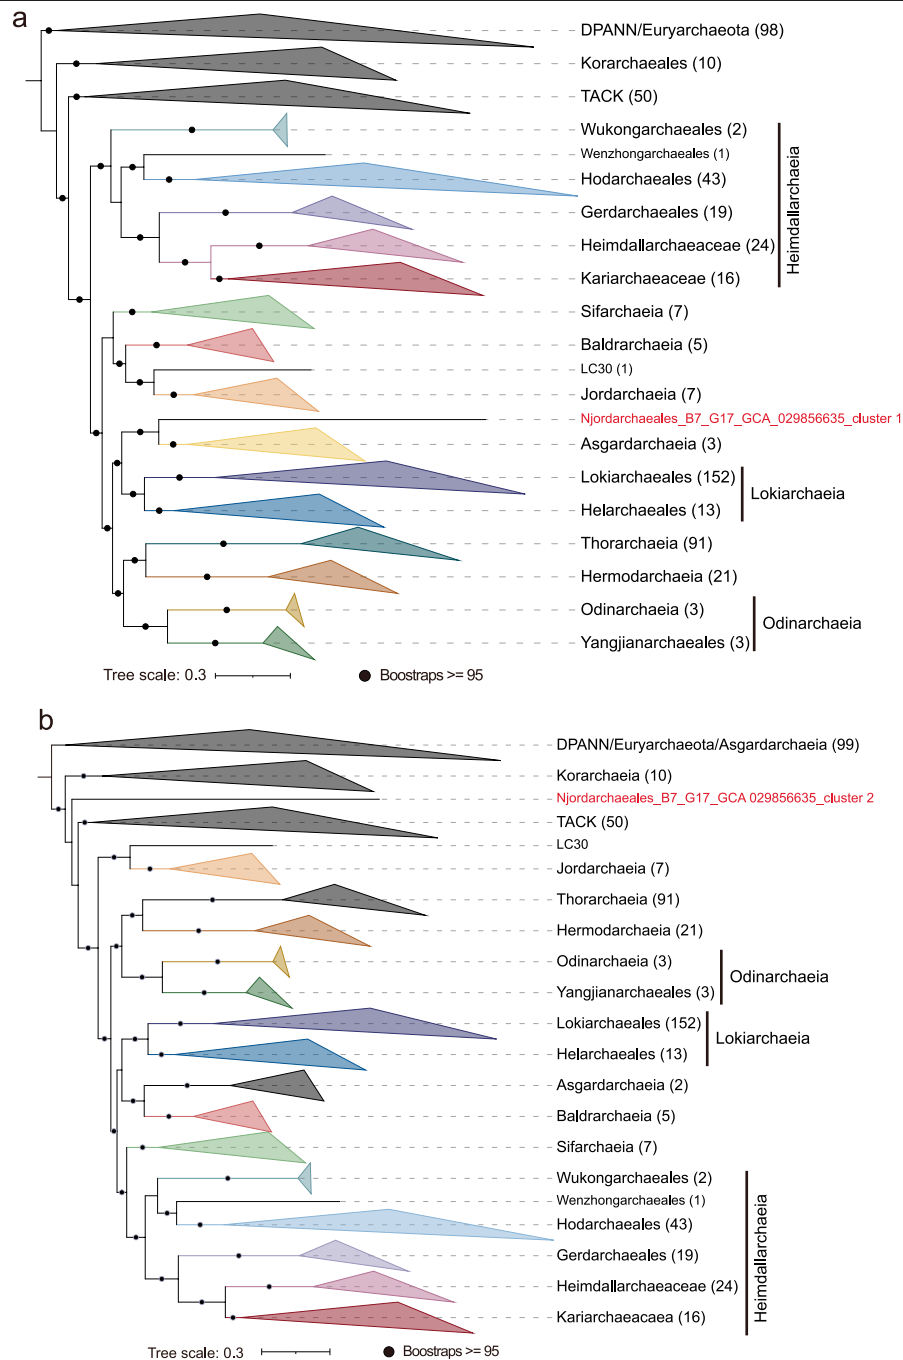 a
DPANN/Euryarchaeota (98)
Korarchaeales (10)
TACK (50)
Wukongarchaeales (2)
Wenzhongarchaeales (1)
Hodarchaeales (43)
Gerdarchaeales (19)
Heimdallarchaeaceae (24)
Kariarchaeaceae (16)
Heimdallarchaeia
Sifarchaeia (7)
Baldrarchaeia (5)
LC30 (1)
Jordarchaeia (7)
Njordarchaeales_B7_G17_GCA_029856635_cluster 1
Asgardarchaeia (3)
Lokiarchaeales (152)
Lokiarchaeia
Helarchaeales (13)
Thorarchaeia (91)
Hermodarchaeia (21)
Odinarchaeia (3)
Odinarchaeia
Yangjianarchaeales (3)
Tree scale: 0.3
Boostraps >= 95
b
DPANN/Euryarchaeota/Asgardarchaeia (99)
Korarchaeia (10)
Njordarchaeales_B7_G17_GCA 029856635_cluster 2
TACK (50)
LC30
Jordarchaeia (7)
Thorarchaeia (91)
Hermodarchaeia (21)
Odinarchaeia (3)
Odinarchaeia
Yangjianarchaeales (3)
Lokiarchaeales (152)
Lokiarchaeia
Helarchaeales (13)
Asgardarchaeia (2)
Baldrarchaeia (5)
Sifarchaeia (7)
Wukongarchaeales (2)
Wenzhongarchaeales (1)
Hodarchaeales (43)
Gerdarchaeales (19)
Heimdallarchaeaceae (24)
Kariarchaeacaea (16)
Heimdallarchaeia
Tree scale: 0.3
Boostraps >= 95